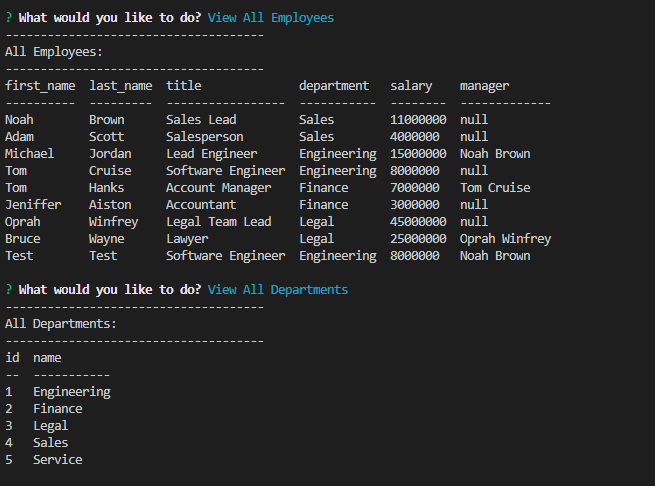 ? What would you like to do? View All Employees
-------------------------------------
All Employees:
-------------------------------------
first_name  last_name  title              department   salary    manager
----------  ---------  -----------------  -----------  --------  -------------
Noah        Brown      Sales Lead         Sales        11000000  null
Adam        Scott      Salesperson        Sales        4000000   null
Michael     Jordan     Lead Engineer      Engineering  15000000  Noah Brown
Tom         Cruise     Software Engineer  Engineering  8000000   null
Tom         Hanks      Account Manager    Finance      7000000   Tom Cruise
Jeniffer    Aiston     Accountant         Finance      3000000   null
Oprah       Winfrey    Legal Team Lead    Legal        45000000  null
Bruce       Wayne      Lawyer             Legal        25000000  Oprah Winfrey
Test        Test       Software Engineer  Engineering  8000000   Noah Brown
? What would you like to do? View All Departments
-------------------------------------
All Departments:
-------------------------------------
id  name
--  -----------
1   Engineering
2   Finance
3   Legal
4   Sales
5   Service